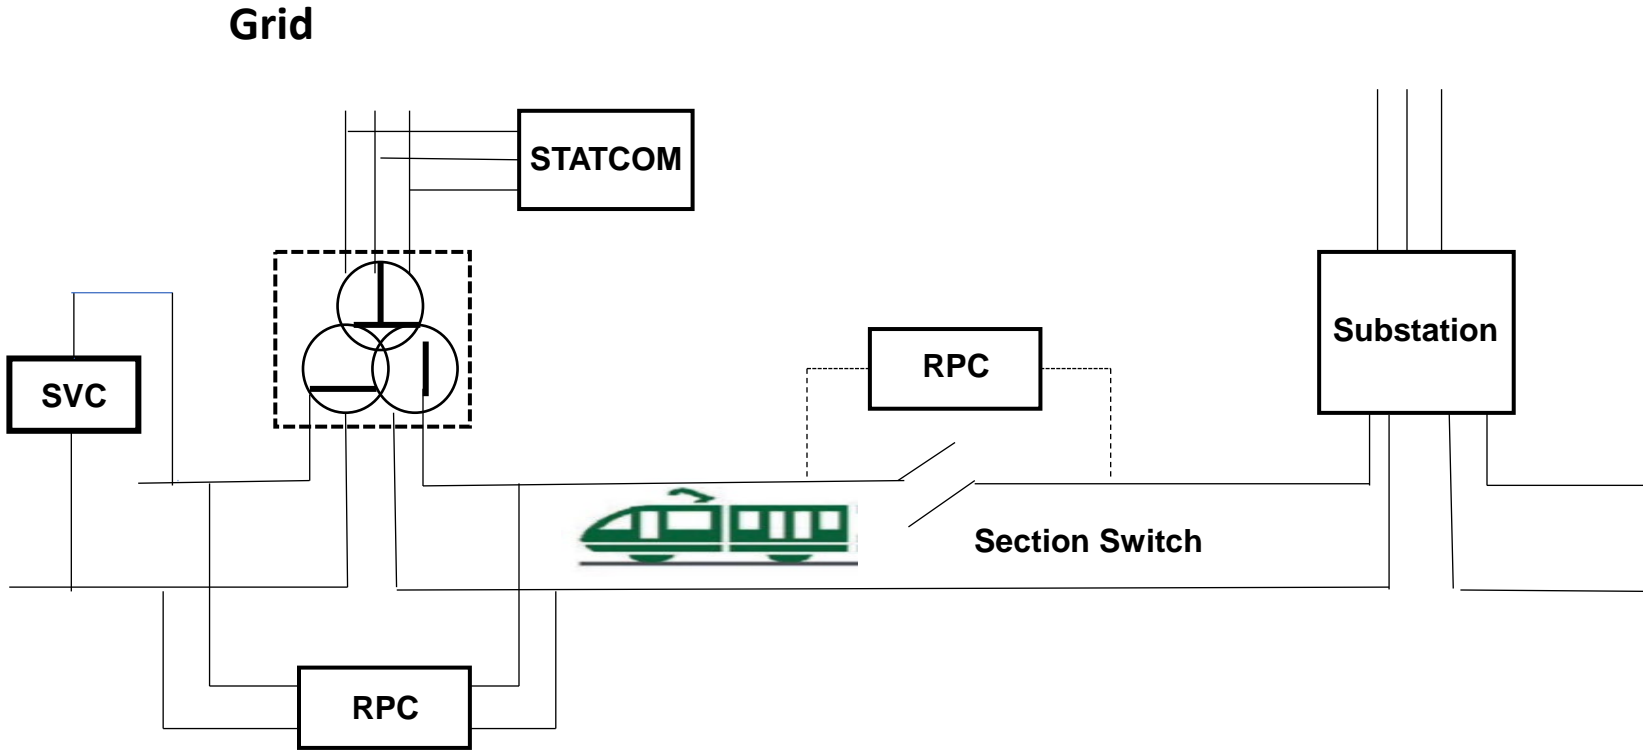 Grid
STATCOM
Substation
RPC
SVC
Section Switch
RPC